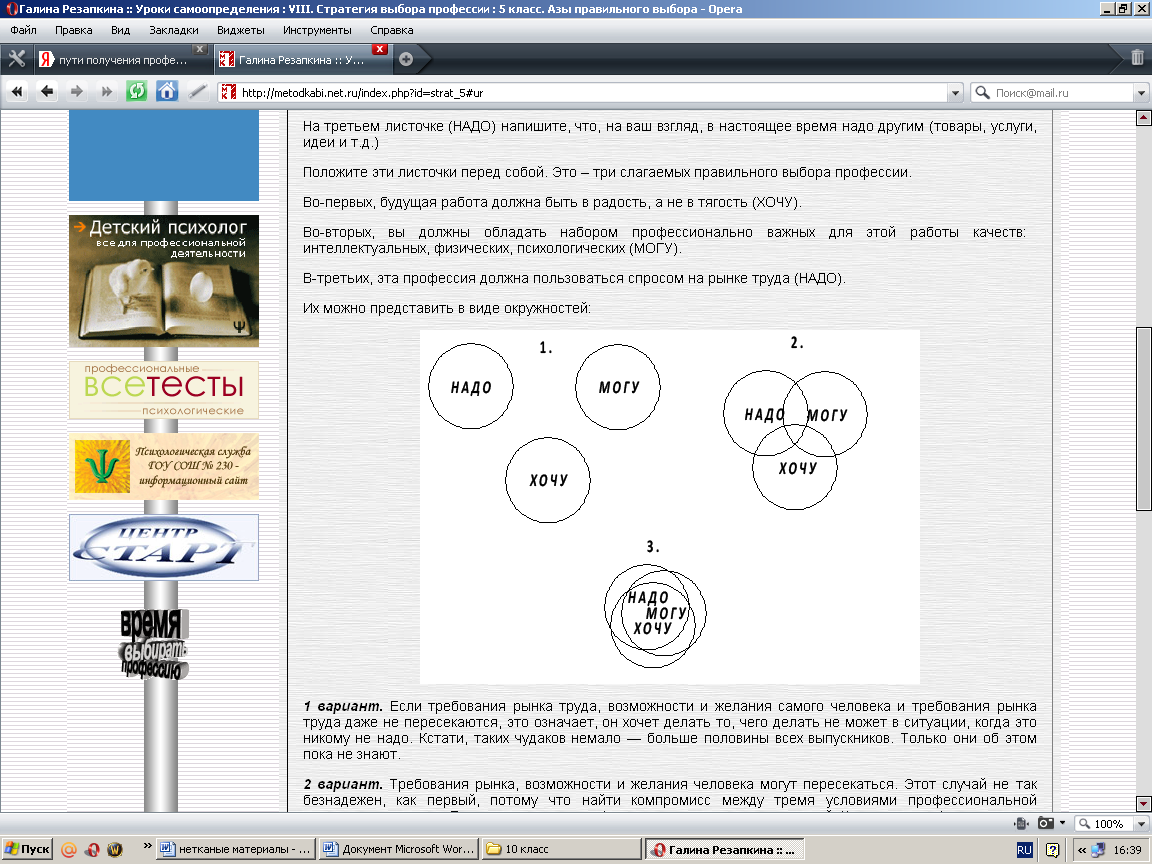 Галина Резапкина :: Уроки самоопределения : VIII. Стратегия выбора профессии : 5 класс. Азы правильного выбора - Opera
Файл Правка Вид Закладки Виджеты Инструменты Справка
пути получения профе...
Галина Резапкина :: У...
http://metodkabi.net.ru/index.php?id=strat_5#ur
Поиск@mail.ru
Детский психолог
все для профессиональной
деятельности
профессиональные
ВСЕТЕСТЫ
психологические
Психологическая служба
ГОУ СОШ № 230 -
информационный сайт
ЦЕНТР
СТАРТ
время
выбирать
профессию
На третьем листочке (НАДО) напишите, что, на ваш взгляд, в настоящее время надо другим (товары, услуги,
идеи и т.д.)
Положите эти листочки перед собой. Это – три слагаемых правильного выбора профессии.
Во-первых, будущая работа должна быть в радость, а не в тягость (ХОЧУ).
Во-вторых, вы должны обладать набором профессионально важных для этой работы качеств:
интеллектуальных, физических, психологических (МОГУ).
В-третьих, эта профессия должна пользоваться спросом на рынке труда (НАДО).
Их можно представить в виде окружностей:
1.
НАДО
МОГУ
ХОЧУ
2.
НАДО
МОГУ
ХОЧУ
3.
НАДО
МОГУ
ХОЧУ
1 вариант. Если требования рынка труда, возможности и желания самого человека и требования рынка
труда даже не пересекаются, это означает, он хочет делать то, чего делать не может в ситуации, когда это
никому не надо. Кстати, таких чудаков немало — больше половины всех выпускников. Только они об этом
пока не знают.
2 вариант. Требования рынка, возможности и желания человека могут пересекаться. Этот случай не так
безнадежен, как первый, потому что найти компромисс между тремя условиями профессиональной
100%
Пуск
нетканые материалы - ...
Документ Microsoft Wor...
10 класс
Галина Резапкина :: ...
RU
16:39